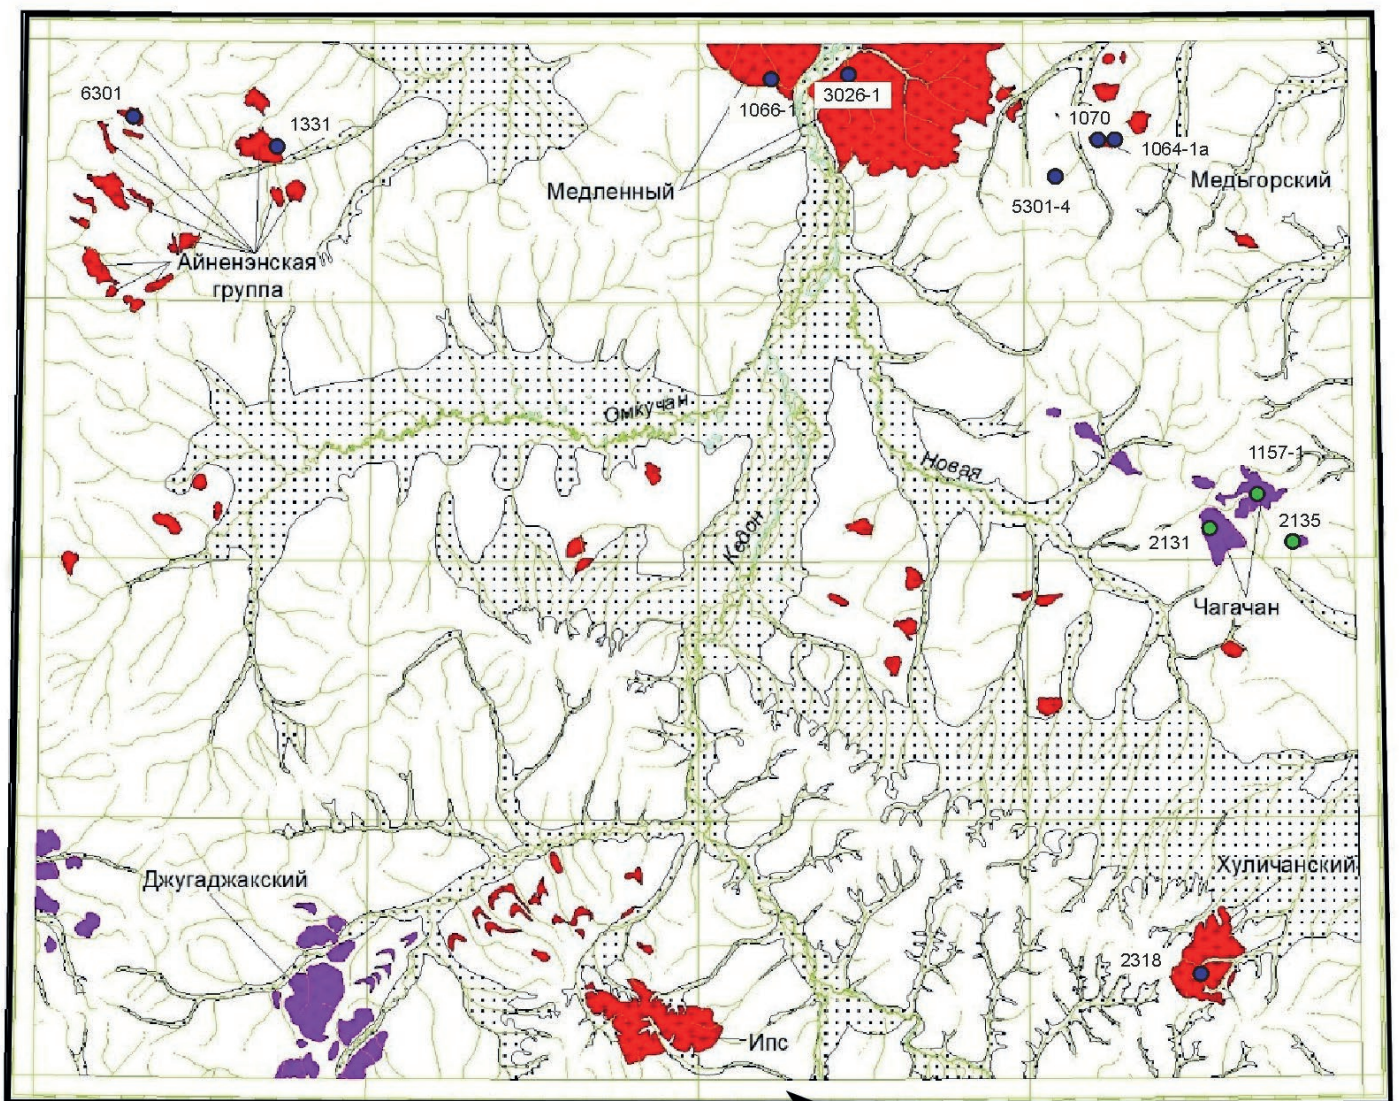 6301
1331
1066-1
3026-1
1070
1064-1а
Медленный
Медьгорский
5301-4
Айненэнская
группа
Омкучан
Новая
1157-1
Кедон
2135
2131
Чагачан
Джугаджакский
Хуличанский
2318
Ипс